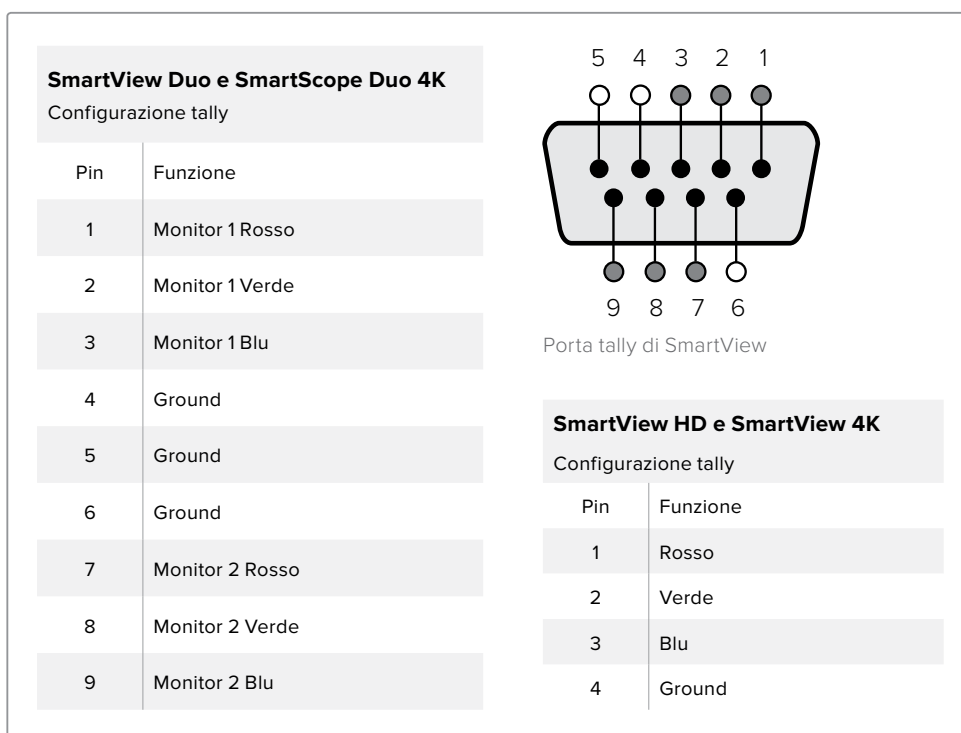 SmartView Duo e SmartScope Duo 4K
Configurazione tally
Pin Funzione
1 Monitor 1 Rosso
2 Monitor 1 Verde
3 Monitor 1 Blu
4 Ground
5 Ground
6 Ground
7 Monitor 2 Rosso
8 Monitor 2 Verde
9 Monitor 2 Blu
5 4 3 2 1
9 8 7 6
Porta tally di SmartView
SmartView HD e SmartView 4K
Configurazione tally
Pin Funzione
1 Rosso
2 Verde
3 Blu
4 Ground